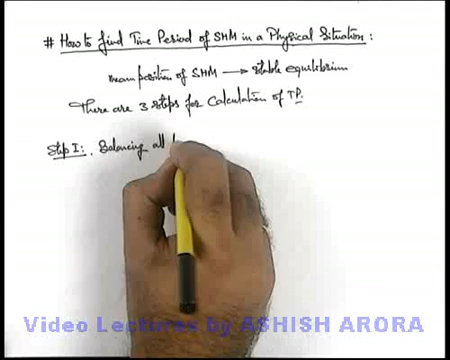 # How to find Time Period of SHM in a Physical Situation :
mean position of SHM → stable equilibrium
There are 3 steps for calculation of TP.
Step I : . Balancing all
Video Lectures by ASHISH ARORA